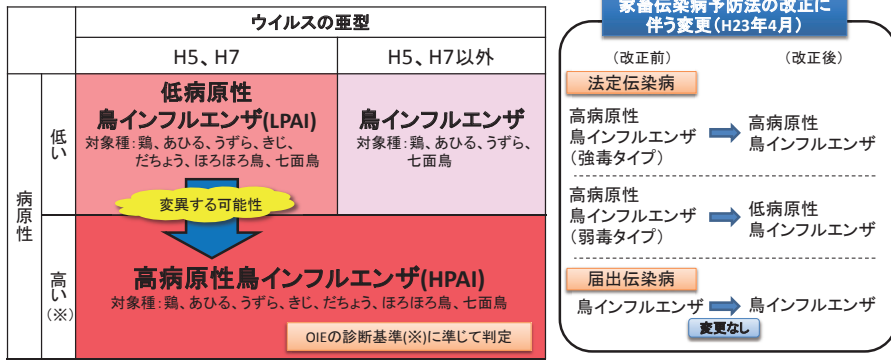 ウイルスの亜型
H5、H7
H5、H7以外
病原性
低い
低病原性
鳥インフルエンザ(LPAI)
対象種：鶏、あひる、うずら、きじ、
だちょう、ほろほろ鳥、七面鳥
鳥インフルエンザ
対象種：鶏、あひる、うずら、
七面鳥
変異する可能性
高い
(※)
高病原性鳥インフルエンザ(HPAI)
対象種：鶏、あひる、うずら、きじ、だちょう、ほろほろ鳥、七面鳥
OIEの診断基準(※)に準じて判定
家畜伝染病予防法の改正に
伴う変更（H23年4月）
（改正前）　（改正後）
法定伝染病
高病原性
鳥インフルエンザ
（強毒タイプ）
高病原性
鳥インフルエンザ
高病原性
鳥インフルエンザ
（弱毒タイプ）
低病原性
鳥インフルエンザ
届出伝染病
鳥インフルエンザ　鳥インフルエンザ
変更なし